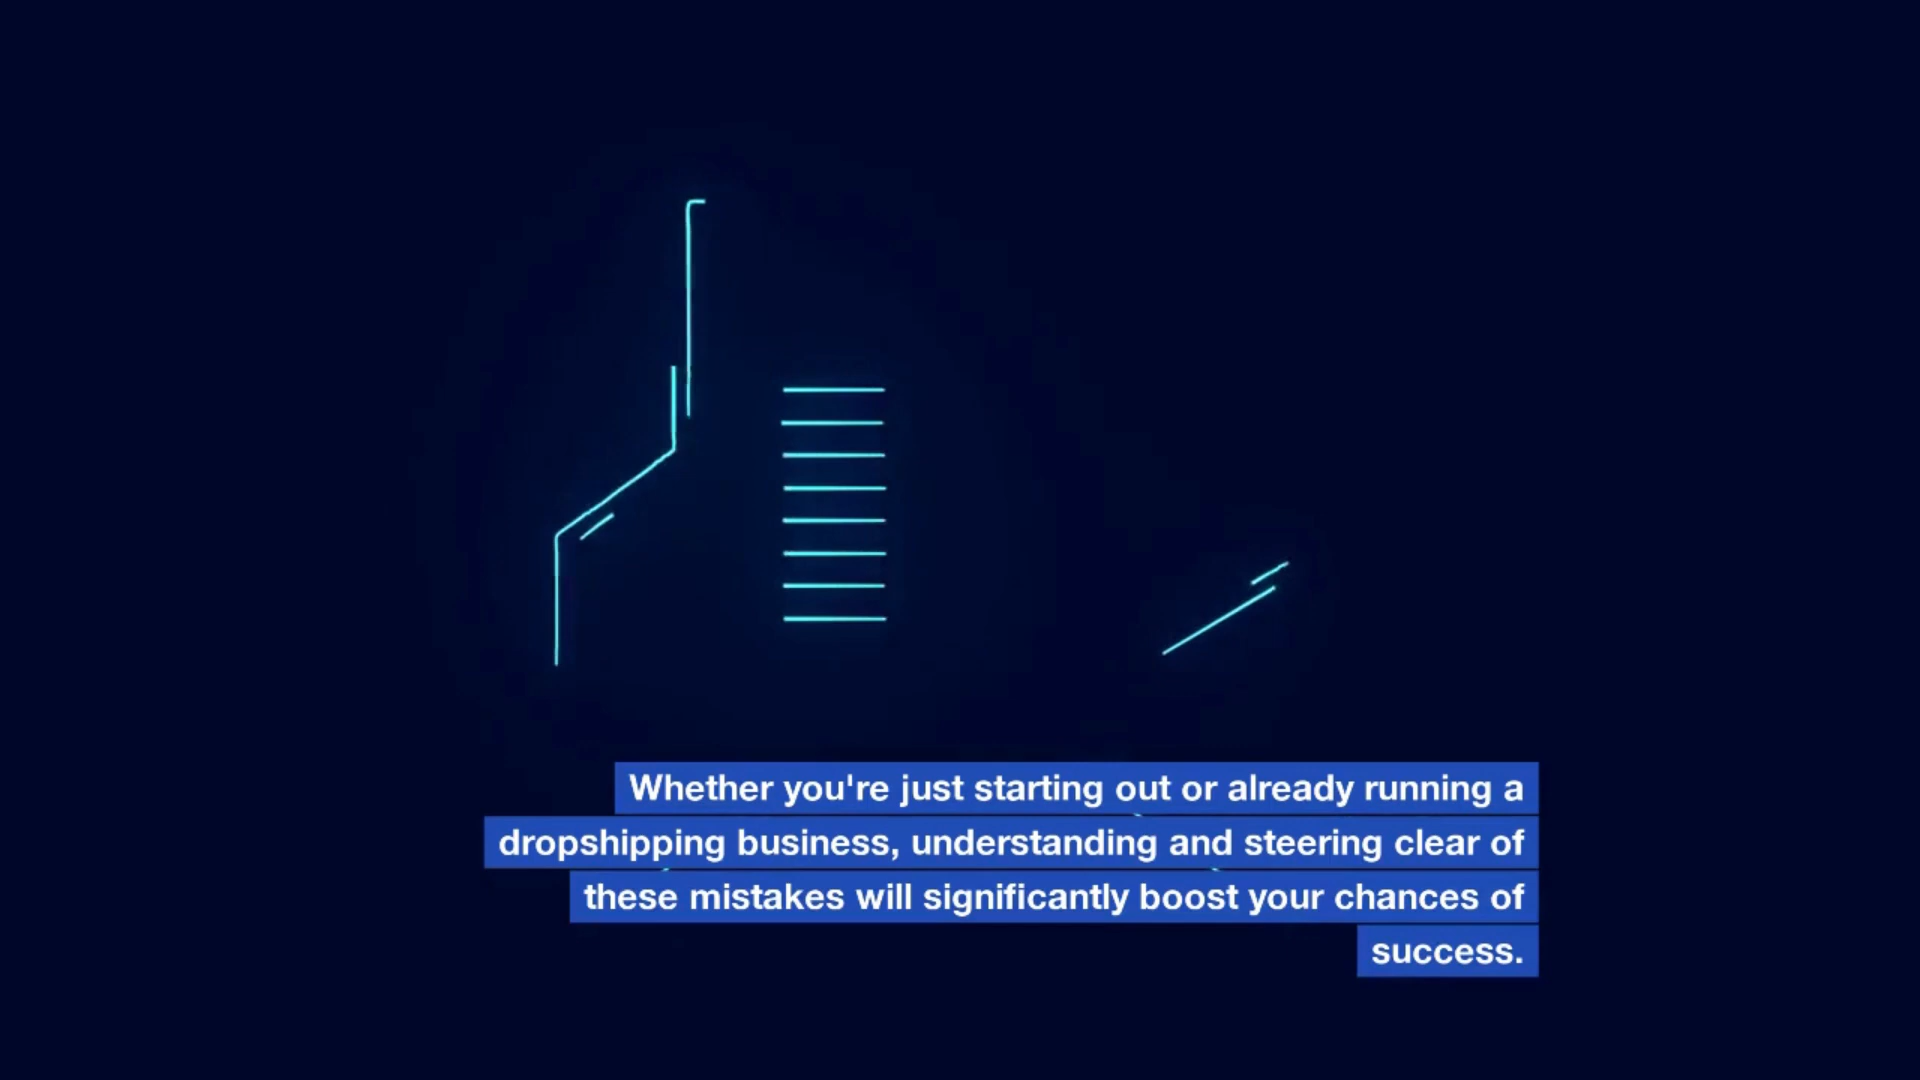 Whether you're just starting out or already running a
dropshipping business, understanding and steering clear of
these mistakes will significantly boost your chances of
success.